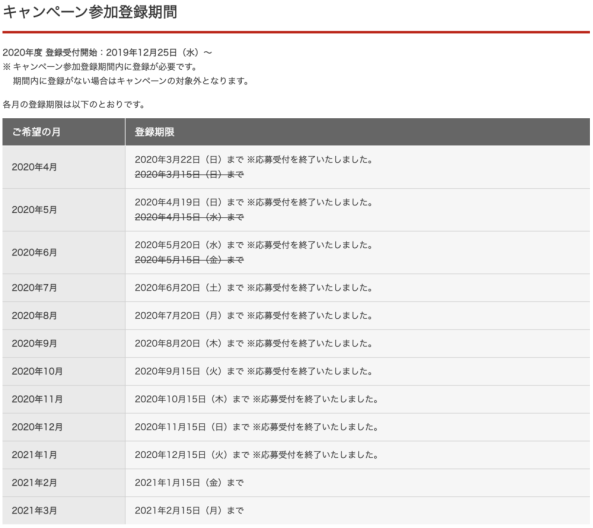 キャンペーン参加登録期間
2020年度 登録受付開始：2019年12月25日（水）～
※ キャンペーン参加登録期間内に登録が必要です。
期間内に登録がない場合はキャンペーンの対象外となります。
各月の登録期限は以下のとおりです。
ご希望の月 登録期限
2020年4月 2020年3月22日（日）まで ※応募受付を終了いたしました。
2020年3月15日（日）まで
2020年5月 2020年4月19日（日）まで ※応募受付を終了いたしました。
2020年4月15日（水）まで
2020年6月 2020年5月20日（水）まで ※応募受付を終了いたしました。
2020年5月15日（金）まで
2020年7月 2020年6月20日（土）まで ※応募受付を終了いたしました。
2020年8月 2020年7月20日（月）まで ※応募受付を終了いたしました。
2020年9月 2020年8月20日（木）まで ※応募受付を終了いたしました。
2020年10月 2020年9月15日（火）まで ※応募受付を終了いたしました。
2020年11月 2020年10月15日（木）まで ※応募受付を終了いたしました。
2020年12月 2020年11月15日（日）まで ※応募受付を終了いたしました。
2021年1月 2020年12月15日（火）まで ※応募受付を終了いたしました。
2021年2月 2021年1月15日（金）まで
2021年3月 2021年2月15日（月）まで